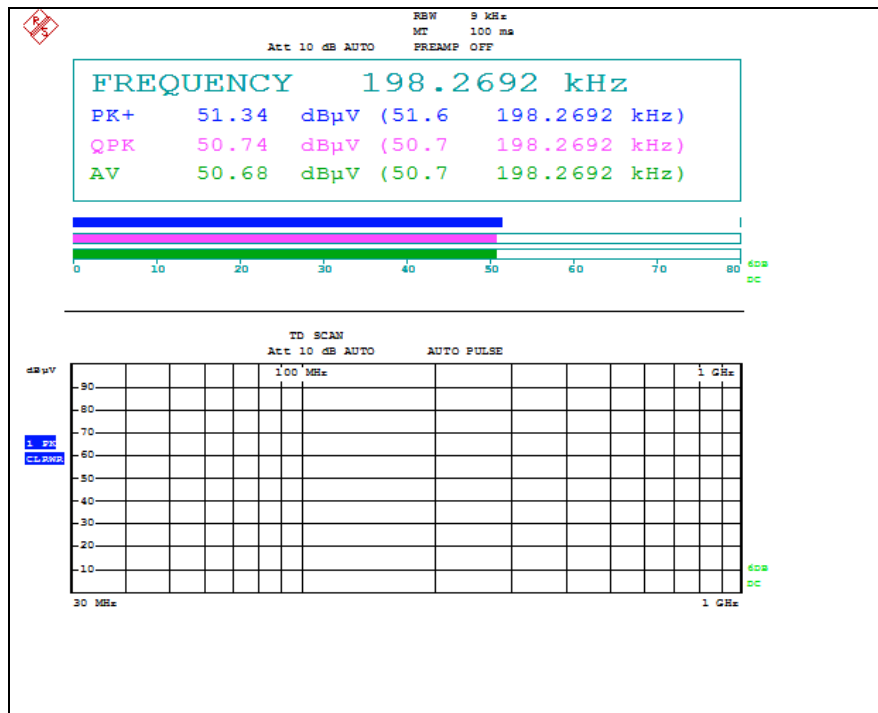 RBW 9 kHz
MT 100 ms
Att 10 dB AUTO PREAMP OFF
FREQUENCY 198.2692 kHz
PK+ 51.34 dBµV (51.6 198.2692 kHz)
QPK 50.74 dBµV (50.7 198.2692 kHz)
AV 50.68 dBµV (50.7 198.2692 kHz)
0 10 20 30 40 50 60 70 80
6DB
DC
TD SCAN
Att 10 dB AUTO AUTO PULSE
dBµV
100 MHz 1 GHz
90
80
70
1 PK
CLRWR
60
50
40
30
20
10
6DB
DC
30 MHz 1 GHz